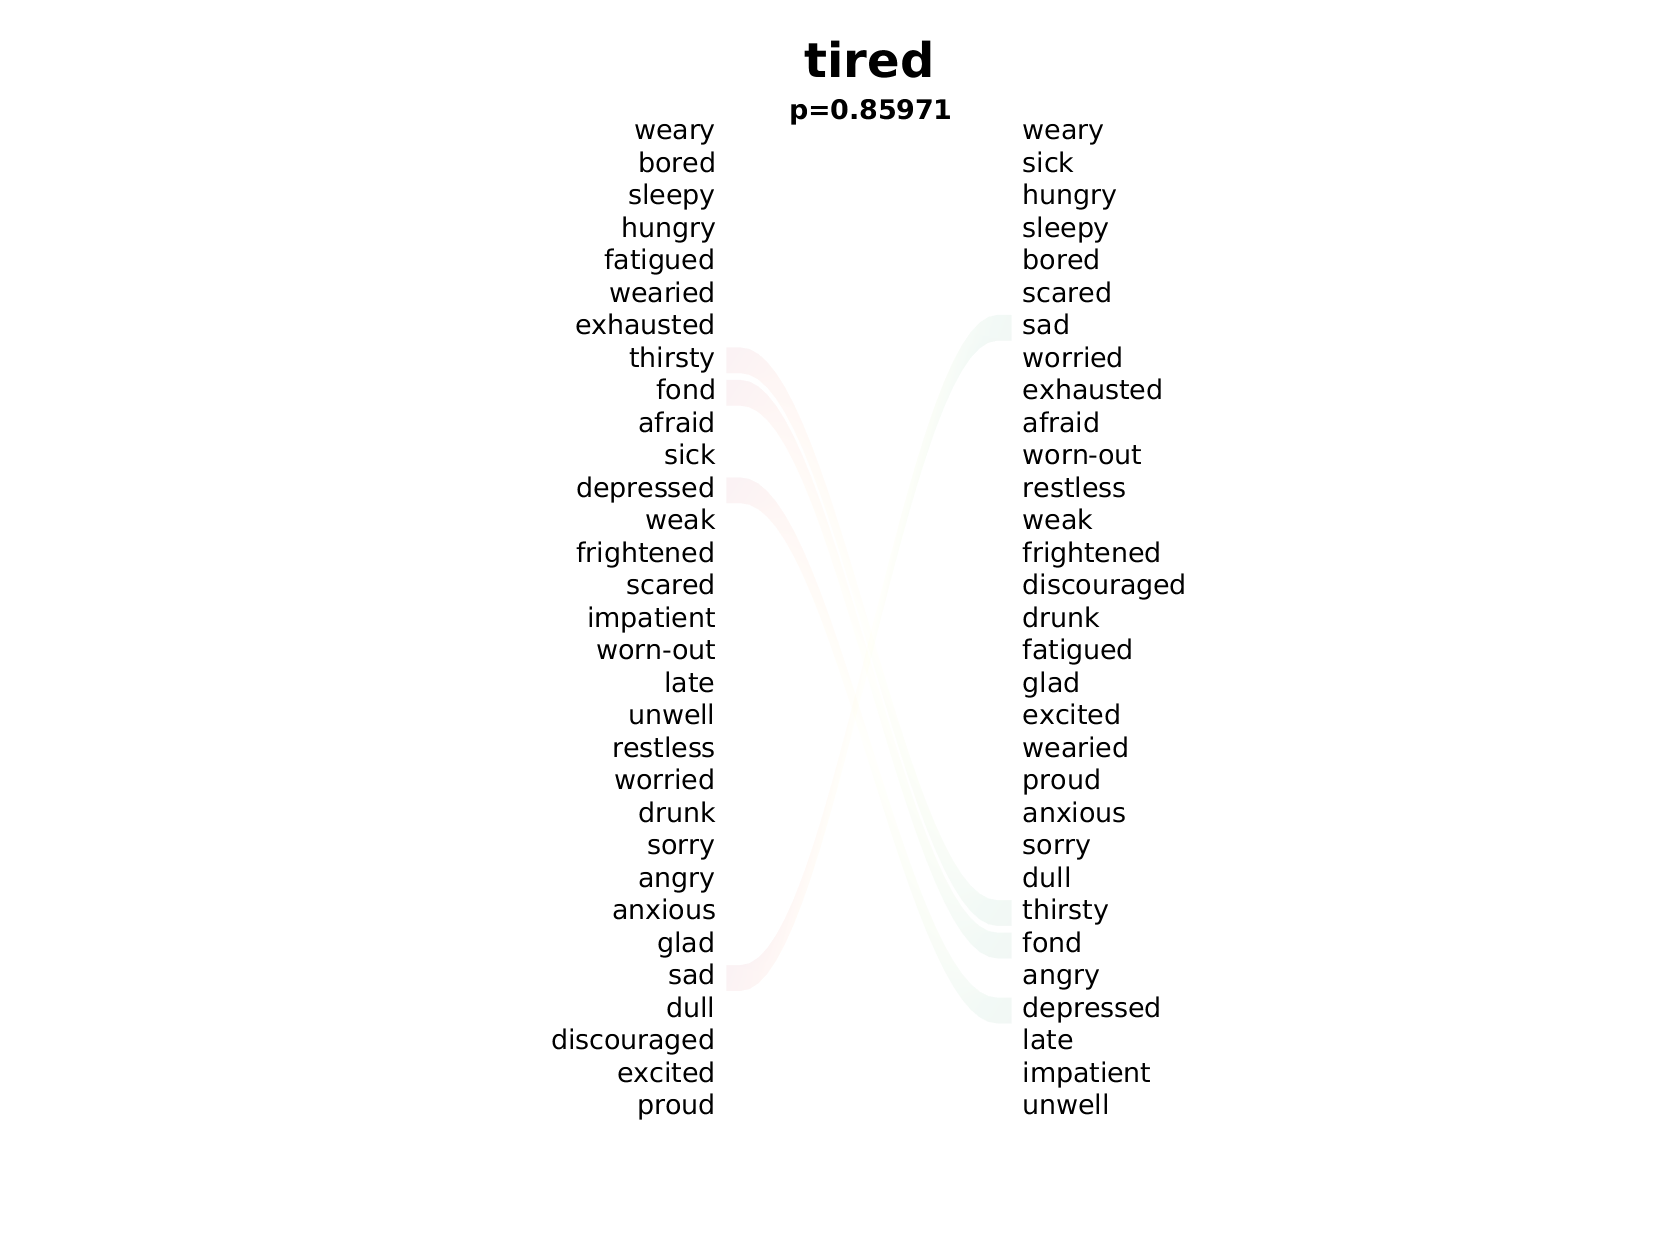 tired
p=0.85971
weary weary
bored sick
sleepy hungry
hungry sleepy
fatigued bored
wearied scared
exhausted sad
thirsty worried
fond exhausted
afraid afraid
sick worn-out
depressed restless
weak weak
frightened frightened
scared discouraged
impatient drunk
worn-out fatigued
late glad
unwell excited
restless wearied
worried proud
drunk anxious
sorry sorry
angry dull
anxious thirsty
glad fond
sad angry
dull depressed
discouraged late
excited impatient
proud unwell